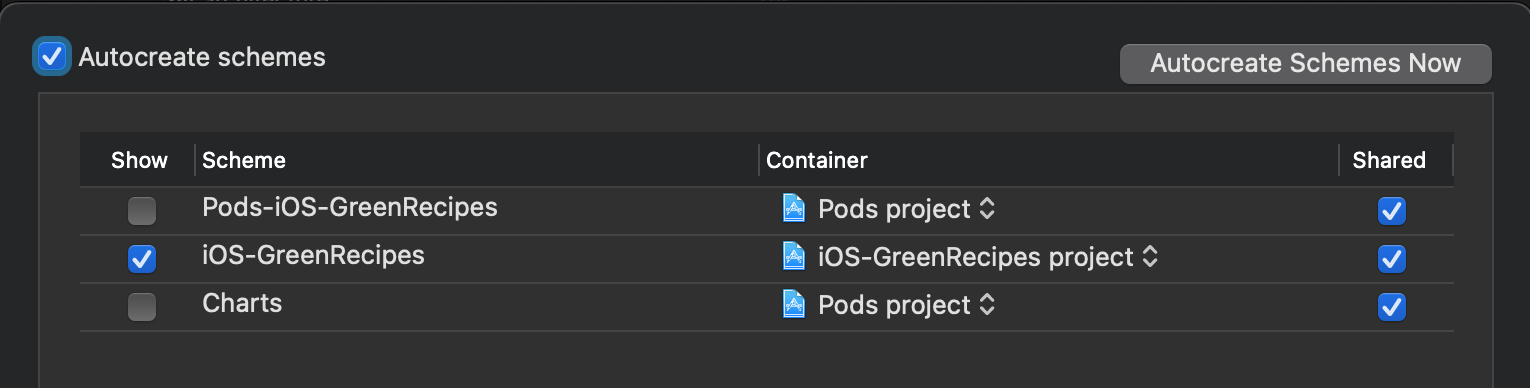 Autocreate schemes
Autocreate Schemes Now
Show Scheme Container Shared
Pods-iOS-GreenRecipes Pods project
iOS-GreenRecipes iOS-GreenRecipes project
Charts Pods project